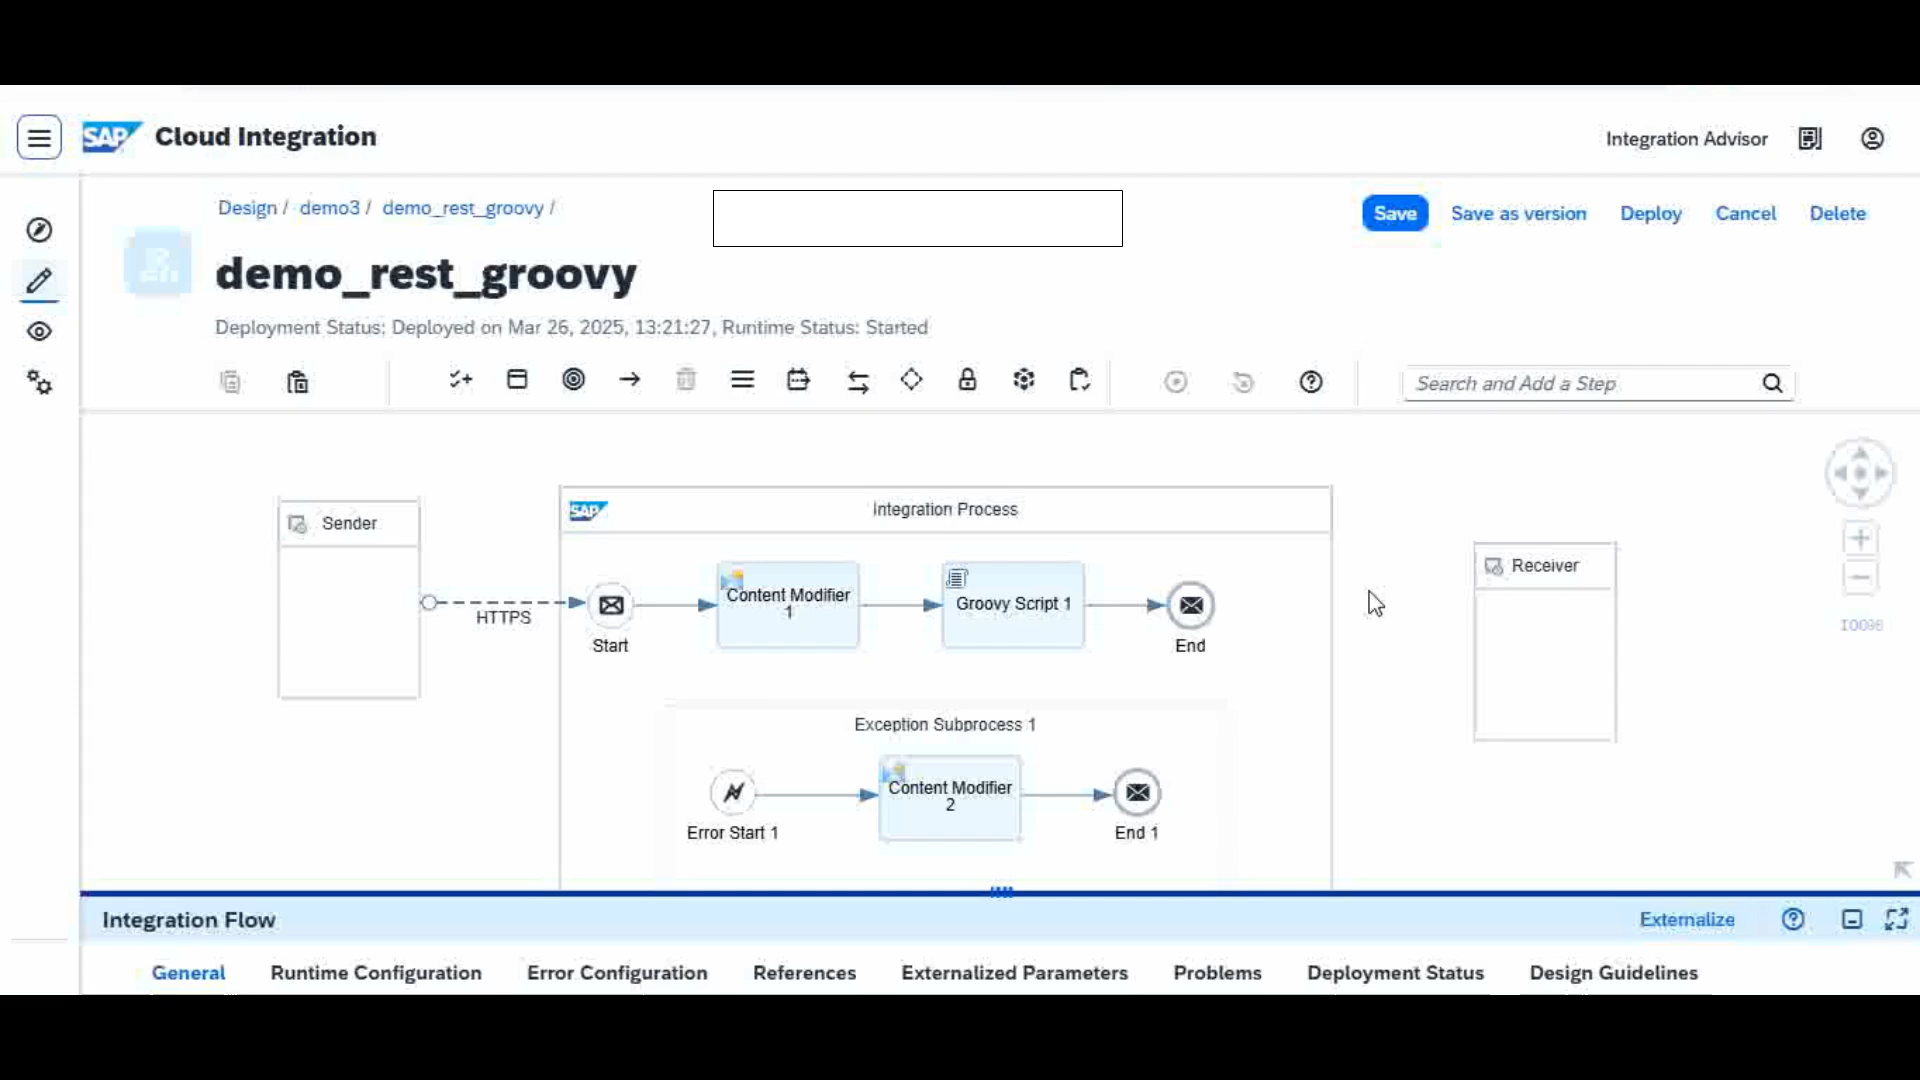 SAP Cloud Integration
Integration Advisor
Design / demo3 / demo_rest_groovy /
Save Save as version Deploy Cancel Delete
demo_rest_groovy
Deployment Status: Deployed on Mar 26, 2025, 13:21:27, Runtime Status: Started
Search and Add a Step
Sender
SAP Integration Process
Receiver
HTTPS
Start
Content Modifier
1
Groovy Script 1
End
100%
Exception Subprocess 1
Error Start 1
Content Modifier
2
End 1
Integration Flow
Externalize
General Runtime Configuration Error Configuration References Externalized Parameters Problems Deployment Status Design Guidelines